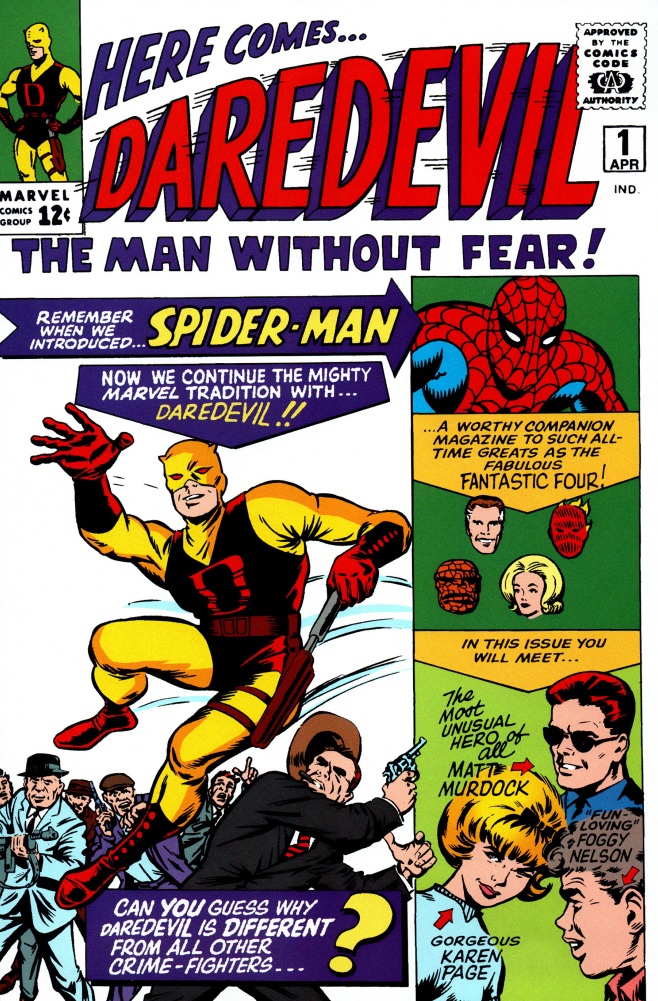 HERE COMES...
DAREDEVIL
APPROVED
BY THE
COMICS
CODE
CA
AUTHORITY
1
APR
IND.
D
MARVEL
COMICS
GROUP 12¢
THE MAN WITHOUT FEAR!
REMEMBER
WHEN WE
INTRODUCED...
SPIDER-MAN
NOW WE CONTINUE THE MIGHTY
MARVEL TRADITION WITH...
DAREDEVIL!!
...A WORTHY COMPANION
MAGAZINE TO SUCH ALL-
TIME GREATS AS THE
FABULOUS
FANTASTIC FOUR!
D
IN THIS ISSUE YOU
WILL MEET...
The
Most
UNUSUAL
HERO of
all
MATT
MURDOCK
"FUN-
LOVING"
FOGGY
NELSON
GORGEOUS
KAREN
PAGE
CAN YOU GUESS WHY
DAREDEVIL IS DIFFERENT
FROM ALL OTHER
CRIME-FIGHTERS...
?